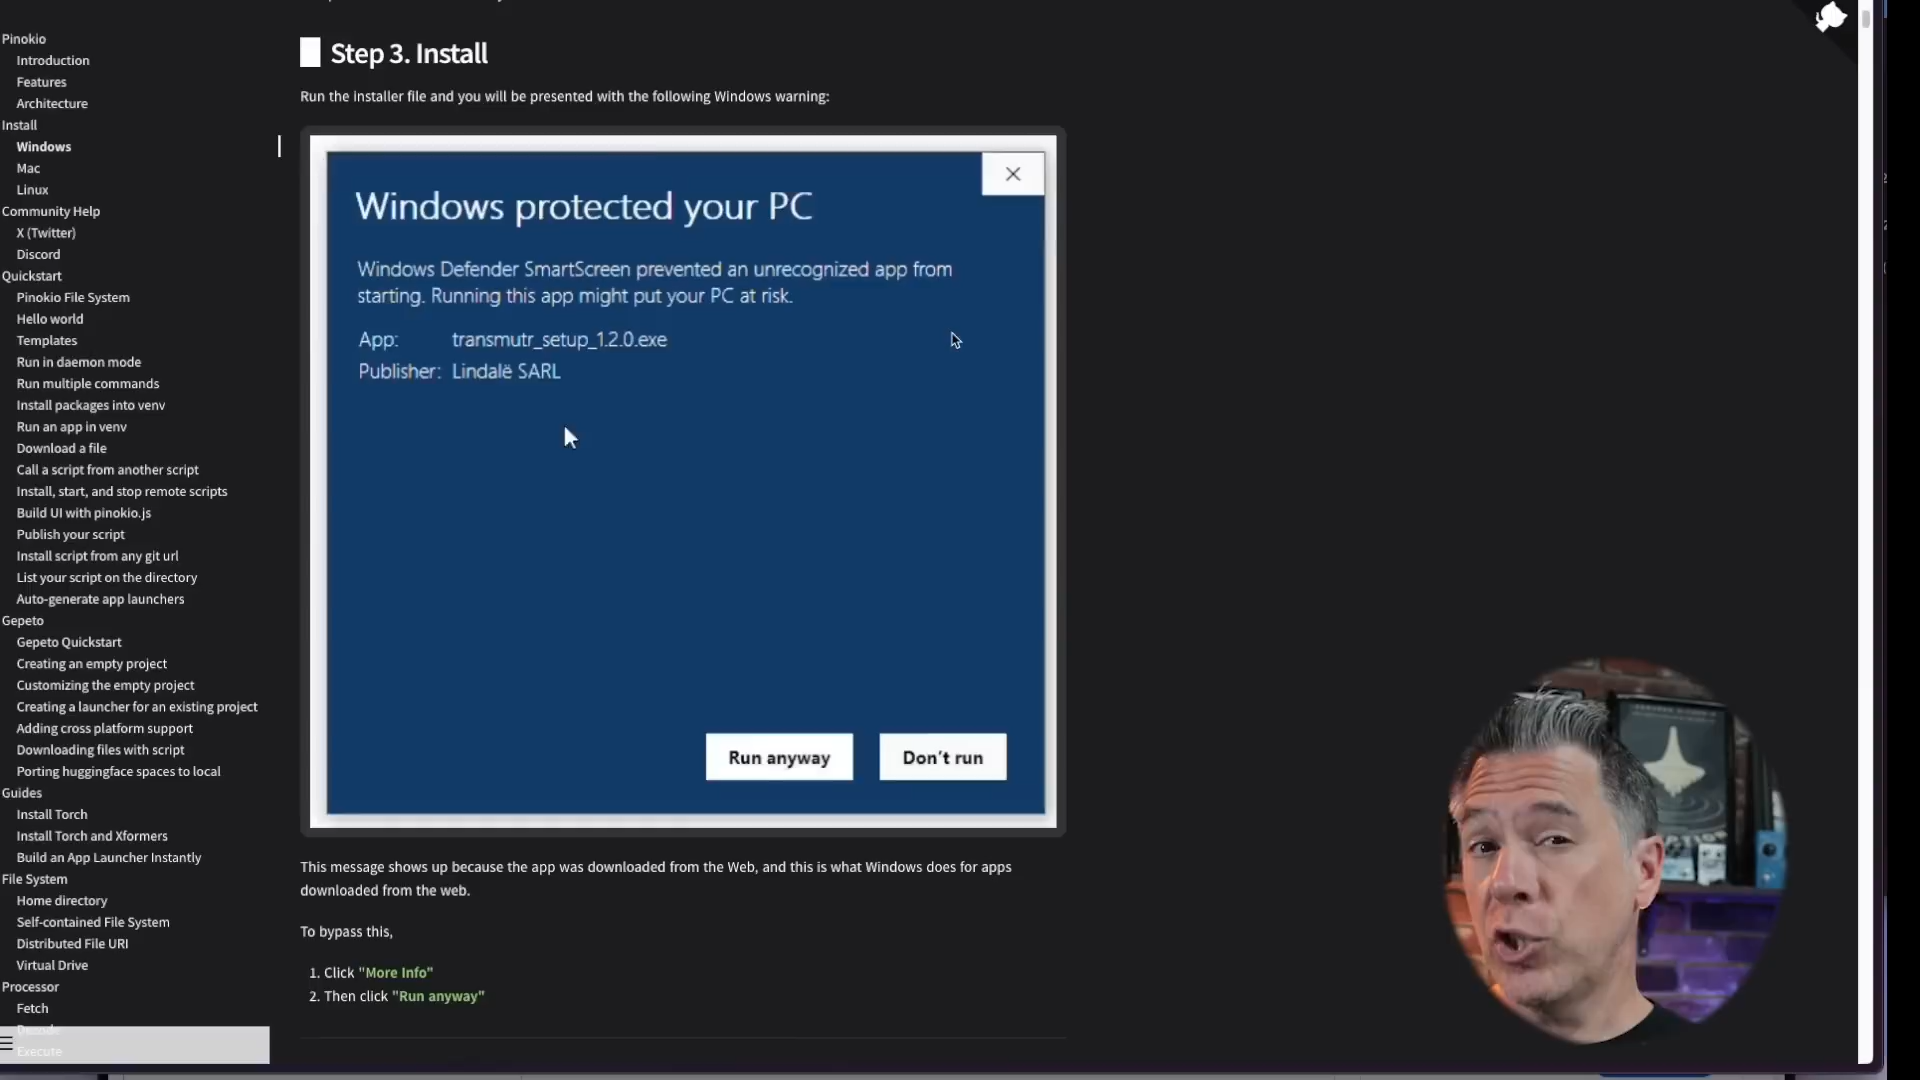 Pinokio
Introduction
Features
Architecture
Install
Windows
Mac
Linux
Community Help
X (Twitter)
Discord
Quickstart
Pinokio File System
Hello world
Templates
Run in daemon mode
Run multiple commands
Install packages into venv
Run an app in venv
Download a file
Call a script from another script
Install, start, and stop remote scripts
Build UI with pinokio.js
Publish your script
Install script from any git url
List your script on the directory
Auto-generate app launchers
Gepeto
Gepeto Quickstart
Creating an empty project
Customizing the empty project
Creating a launcher for an existing project
Adding cross platform support
Downloading files with script
Porting huggingface spaces to local
Guides
Install Torch
Install Torch and Xformers
Build an App Launcher Instantly
File System
Home directory
Self-contained File System
Distributed File URI
Virtual Drive
Processor
Fetch
Decode
Execute
Step 3. Install
Run the installer file and you will be presented with the following Windows warning:
Windows protected your PC
Windows Defender SmartScreen prevented an unrecognized app from
starting. Running this app might put your PC at risk.
App: transmutr_setup_1.2.0.exe
Publisher: Lindalë SARL
Run anyway
Don't run
This message shows up because the app was downloaded from the Web, and this is what Windows does for apps
downloaded from the web.
To bypass this,
1. Click "More Info"
2. Then click "Run anyway"